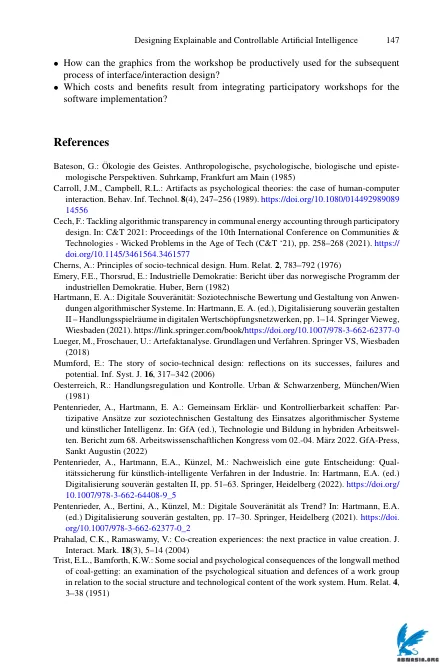 Designing Explainable and Controllable Artificial Intelligence 147
• How can the graphics from the workshop be productively used for the subsequent
process of interface/interaction design?
• Which costs and benefits result from integrating participatory workshops for the
software implementation?
References
Bateson, G.: Ökologie des Geistes. Anthropologische, psychologische, biologische und episte-
mologische Perspektiven. Suhrkamp, Frankfurt am Main (1985)
Carroll, J.M., Campbell, R.L.: Artifacts as psychological theories: the case of human-computer
interaction. Behav. Inf. Technol. 8(4), 247–256 (1989). https://doi.org/10.1080/014492989089
14556
Cech, F.: Tackling algorithmic transparency in communal energy accounting through participatory
design. In: C&T 2021: Proceedings of the 10th International Conference on Communities &
Technologies - Wicked Problems in the Age of Tech (C&T ‘21), pp. 258–268 (2021). https://
doi.org/10.1145/3461564.3461577
Cherns, A.: Principles of socio-technical design. Hum. Relat. 2, 783–792 (1976)
Emery, F.E., Thorsrud, E.: Industrielle Demokratie: Bericht über das norwegische Programm der
industriellen Demokratie. Huber, Bern (1982)
Hartmann, E. A.: Digitale Souveränität: Soziotechnische Bewertung und Gestaltung von Anwen-
dungen algorithmischer Systeme. In: Hartmann, E. A. (ed.), Digitalisierung souverän gestalten
II – Handlungsspielräume in digitalen Wertschöpfungsnetzwerken, pp. 1–14. Springer Vieweg,
Wiesbaden (2021). https://link.springer.com/book/https://doi.org/10.1007/978-3-662-62377-0
Lueger, M., Froschauer, U.: Artefaktanalyse. Grundlagen und Verfahren. Springer VS, Wiesbaden
(2018)
Mumford, E.: The story of socio-technical design: reflections on its successes, failures and
potential. Inf. Syst. J. 16, 317–342 (2006)
Oesterreich, R.: Handlungsregulation und Kontrolle. Urban & Schwarzenberg, München/Wien
(1981)
Pentenrieder, A., Hartmann, E. A.: Gemeinsam Erklär- und Kontrollierbarkeit schaffen: Par-
tizipative Ansätze zur soziotechnischen Gestaltung des Einsatzes algorithmischer Systeme
und künstlicher Intelligenz. In: GfA (ed.), Technologie und Bildung in hybriden Arbeitswel-
ten. Bericht zum 68. Arbeitswissenschaftlichen Kongress vom 02.-04. März 2022. GfA-Press,
Sankt Augustin (2022)
Pentenrieder, A., Hartmann, E.A., Künzel, M.: Nachweislich eine gute Entscheidung: Qual-
itätssicherung für künstlich-intelligente Verfahren in der Industrie. In: Hartmann, E.A. (ed.)
Digitalisierung souverän gestalten II, pp. 51–63. Springer, Heidelberg (2022). https://doi.org/
10.1007/978-3-662-64408-9_5
Pentenrieder, A., Bertini, A., Künzel, M.: Digitale Souveränität als Trend? In: Hartmann, E.A.
(ed.) Digitalisierung souverän gestalten, pp. 17–30. Springer, Heidelberg (2021). https://doi.
org/10.1007/978-3-662-62377-0_2
Prahalad, C.K., Ramaswamy, V.: Co-creation experiences: the next practice in value creation. J.
Interact. Mark. 18(3), 5–14 (2004)
Trist, E.L., Bamforth, K.W.: Some social and psychological consequences of the longwall method
of coal-getting: an examination of the psychological situation and defences of a work group
in relation to the social structure and technological content of the work system. Hum. Relat. 4,
3–38 (1951)